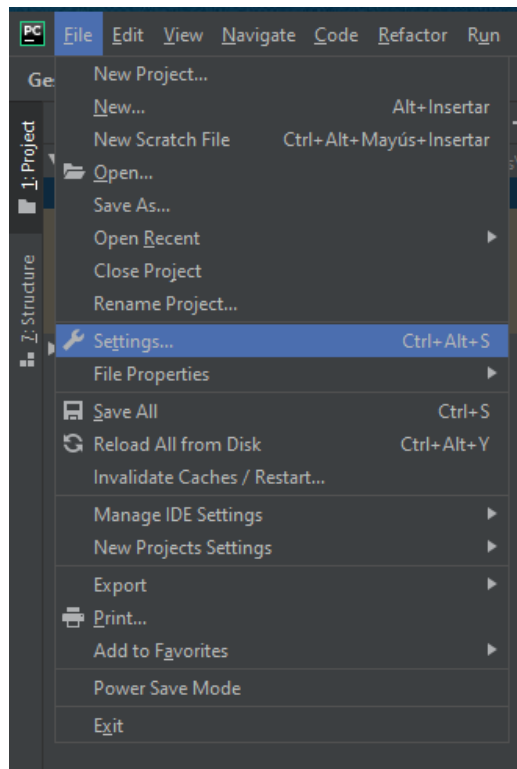 PC File Edit View Navigate Code Refactor Run
Ge
1: Project
7: Structure
New Project...
New... Alt+Insertar
New Scratch File Ctrl+Alt+Mayús+Insertar
Open...
Save As...
Open Recent
Close Project
Rename Project...
Settings... Ctrl+Alt+S
File Properties
Save All Ctrl+S
Reload All from Disk Ctrl+Alt+Y
Invalidate Caches / Restart...
Manage IDE Settings
New Projects Settings
Export
Print...
Add to Favorites
Power Save Mode
Exit